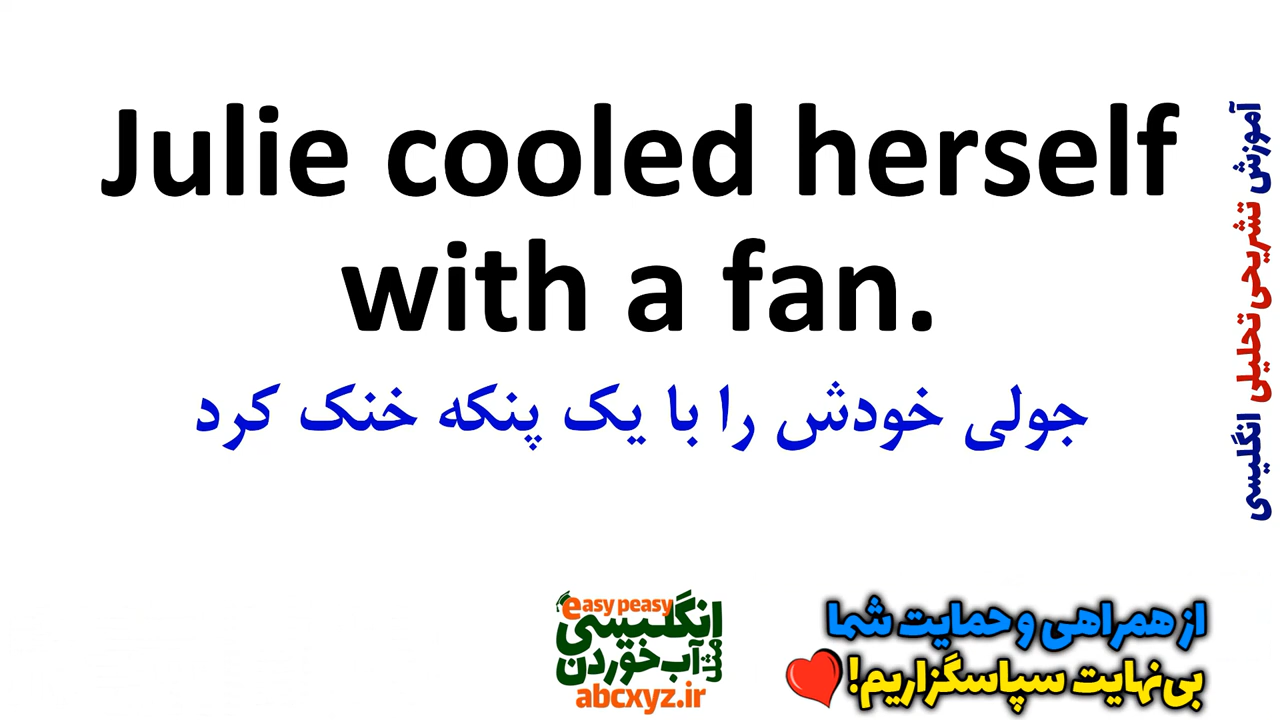 Julie cooled herself
with a fan.
جولی خودش را با یک پنکه خنک کرد
آموزش تشریحی تحلیلی انگلیسی
easy peasy
انگلیسی
مثل آب خوردن
abcxyz.ir
از همراهی و حمایت شما
بی‌نهایت سپاسگزاریم!